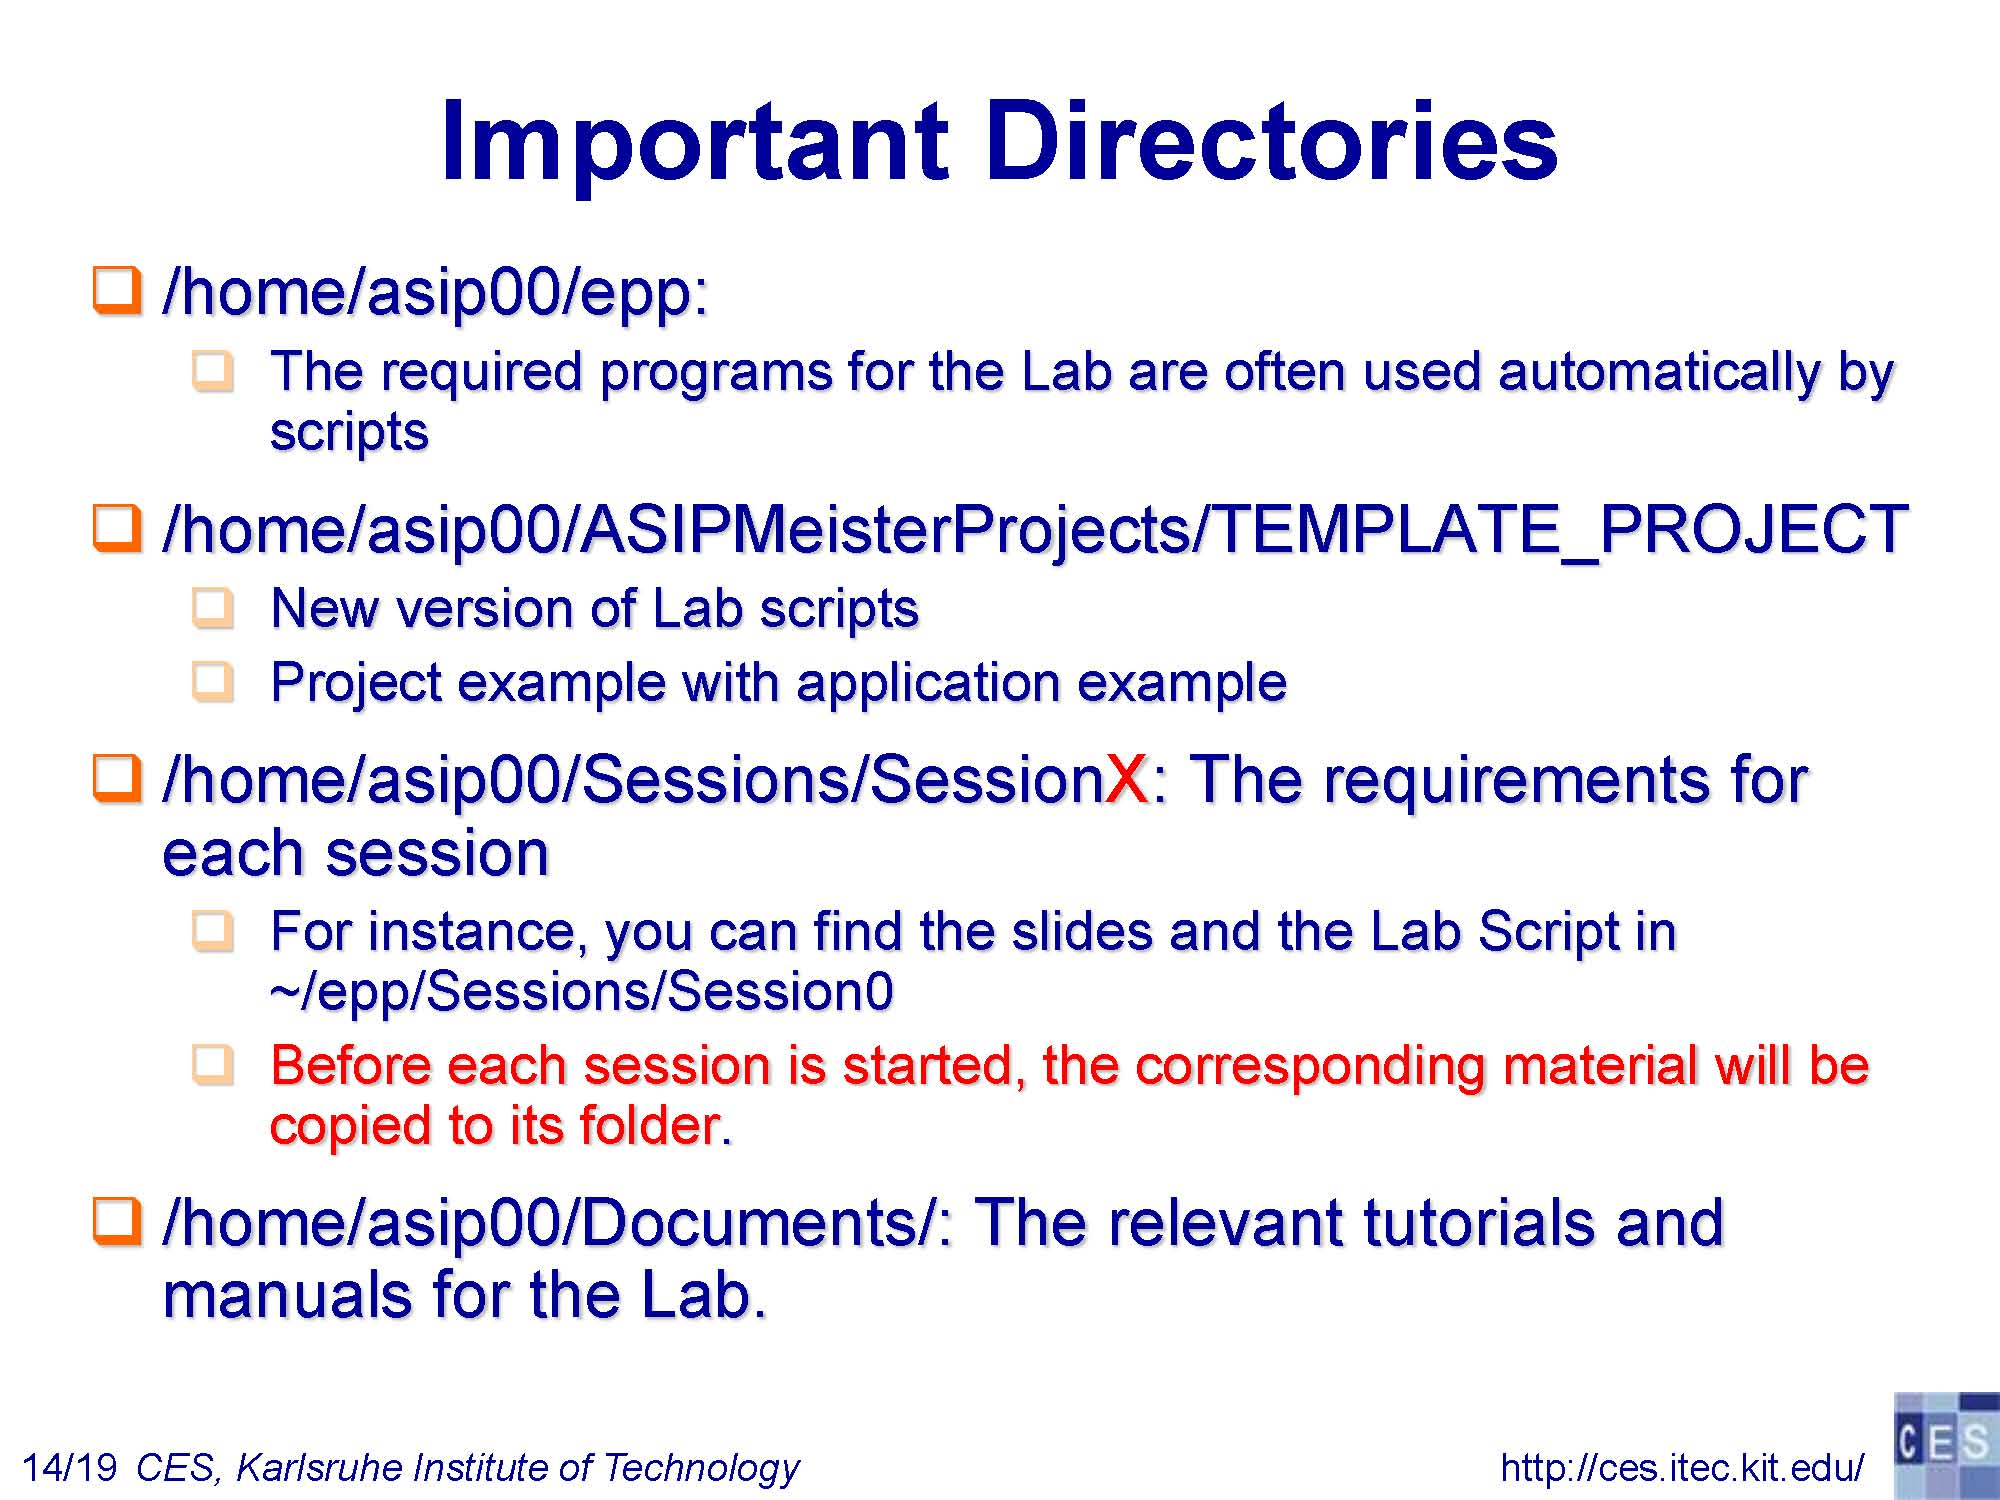 Important Directories
/home/asip00/epp:
The required programs for the Lab are often used automatically by
scripts
/home/asip00/ASIPMeisterProjects/TEMPLATE_PROJECT
New version of Lab scripts
Project example with application example
/home/asip00/Sessions/SessionX: The requirements for
each session
For instance, you can find the slides and the Lab Script in
~/epp/Sessions/Session0
Before each session is started, the corresponding material will be
copied to its folder.
/home/asip00/Documents/: The relevant tutorials and
manuals for the Lab.
14/19 CES, Karlsruhe Institute of Technology
http://ces.itec.kit.edu/
CES